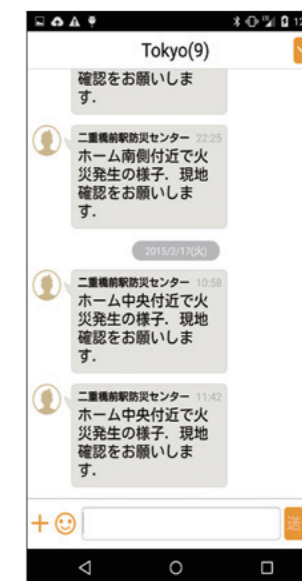 Tokyo(9)
確認をお願いしま
す.
二重橋前駅防災センター 22:25
ホーム南側付近で火
災発生の様子. 現地
確認をお願いしま
す.
2015/2/17(火)
二重橋前駅防災センター 10:58
ホーム中央付近で火
災発生の様子. 現地
確認をお願いしま
す.
二重橋前駅防災センター 11:42
ホーム中央付近で火
災発生の様子. 現地
確認をお願いしま
す.